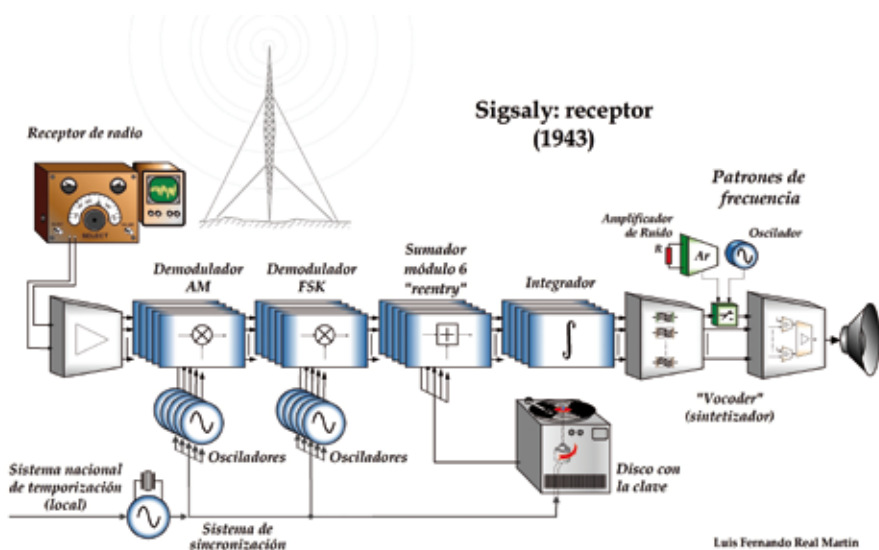 Sigsaly: receptor
(1943)
Receptor de radio
SELECT
Patrones de
frecuencia
Amplificador
de Ruido
R
Ar
Oscilador
Demodulador
AM
Demodulador
FSK
Sumador
módulo 6
"reentry"
Integrador
∫
"Vocoder"
(sintetizador)
Osciladores
Osciladores
Disco con
la clave
Sistema nacional
de temporización
(local)
Sistema de
sincronización
Luis Fernando Real Martín